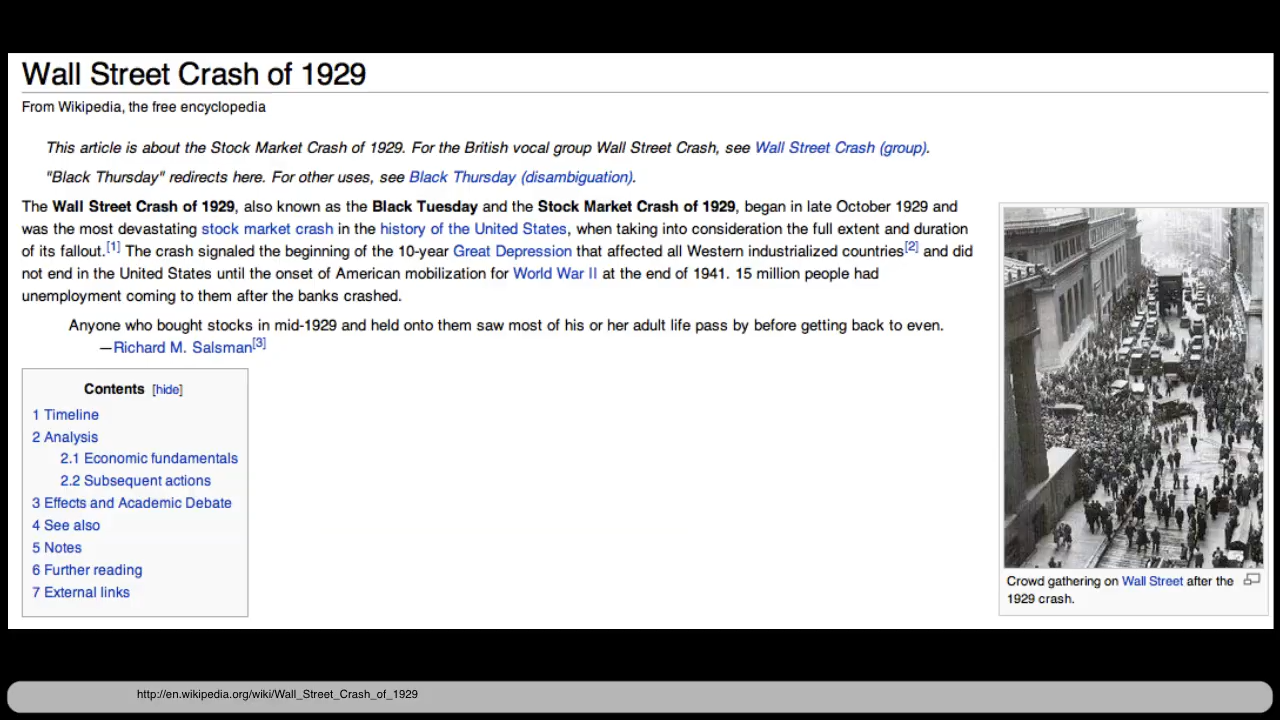 Wall Street Crash of 1929
From Wikipedia, the free encyclopedia
This article is about the Stock Market Crash of 1929. For the British vocal group Wall Street Crash, see Wall Street Crash (group).
"Black Thursday" redirects here. For other uses, see Black Thursday (disambiguation).
The Wall Street Crash of 1929, also known as the Black Tuesday and the Stock Market Crash of 1929, began in late October 1929 and
was the most devastating stock market crash in the history of the United States, when taking into consideration the full extent and duration
of its fallout.[1] The crash signaled the beginning of the 10-year Great Depression that affected all Western industrialized countries[2] and did
not end in the United States until the onset of American mobilization for World War II at the end of 1941. 15 million people had
unemployment coming to them after the banks crashed.
Anyone who bought stocks in mid-1929 and held onto them saw most of his or her adult life pass by before getting back to even.
—Richard M. Salsman[3]
Contents [hide]
1 Timeline
2 Analysis
2.1 Economic fundamentals
2.2 Subsequent actions
3 Effects and Academic Debate
4 See also
5 Notes
6 Further reading
7 External links
Crowd gathering on Wall Street after the
1929 crash.
http://en.wikipedia.org/wiki/Wall_Street_Crash_of_1929